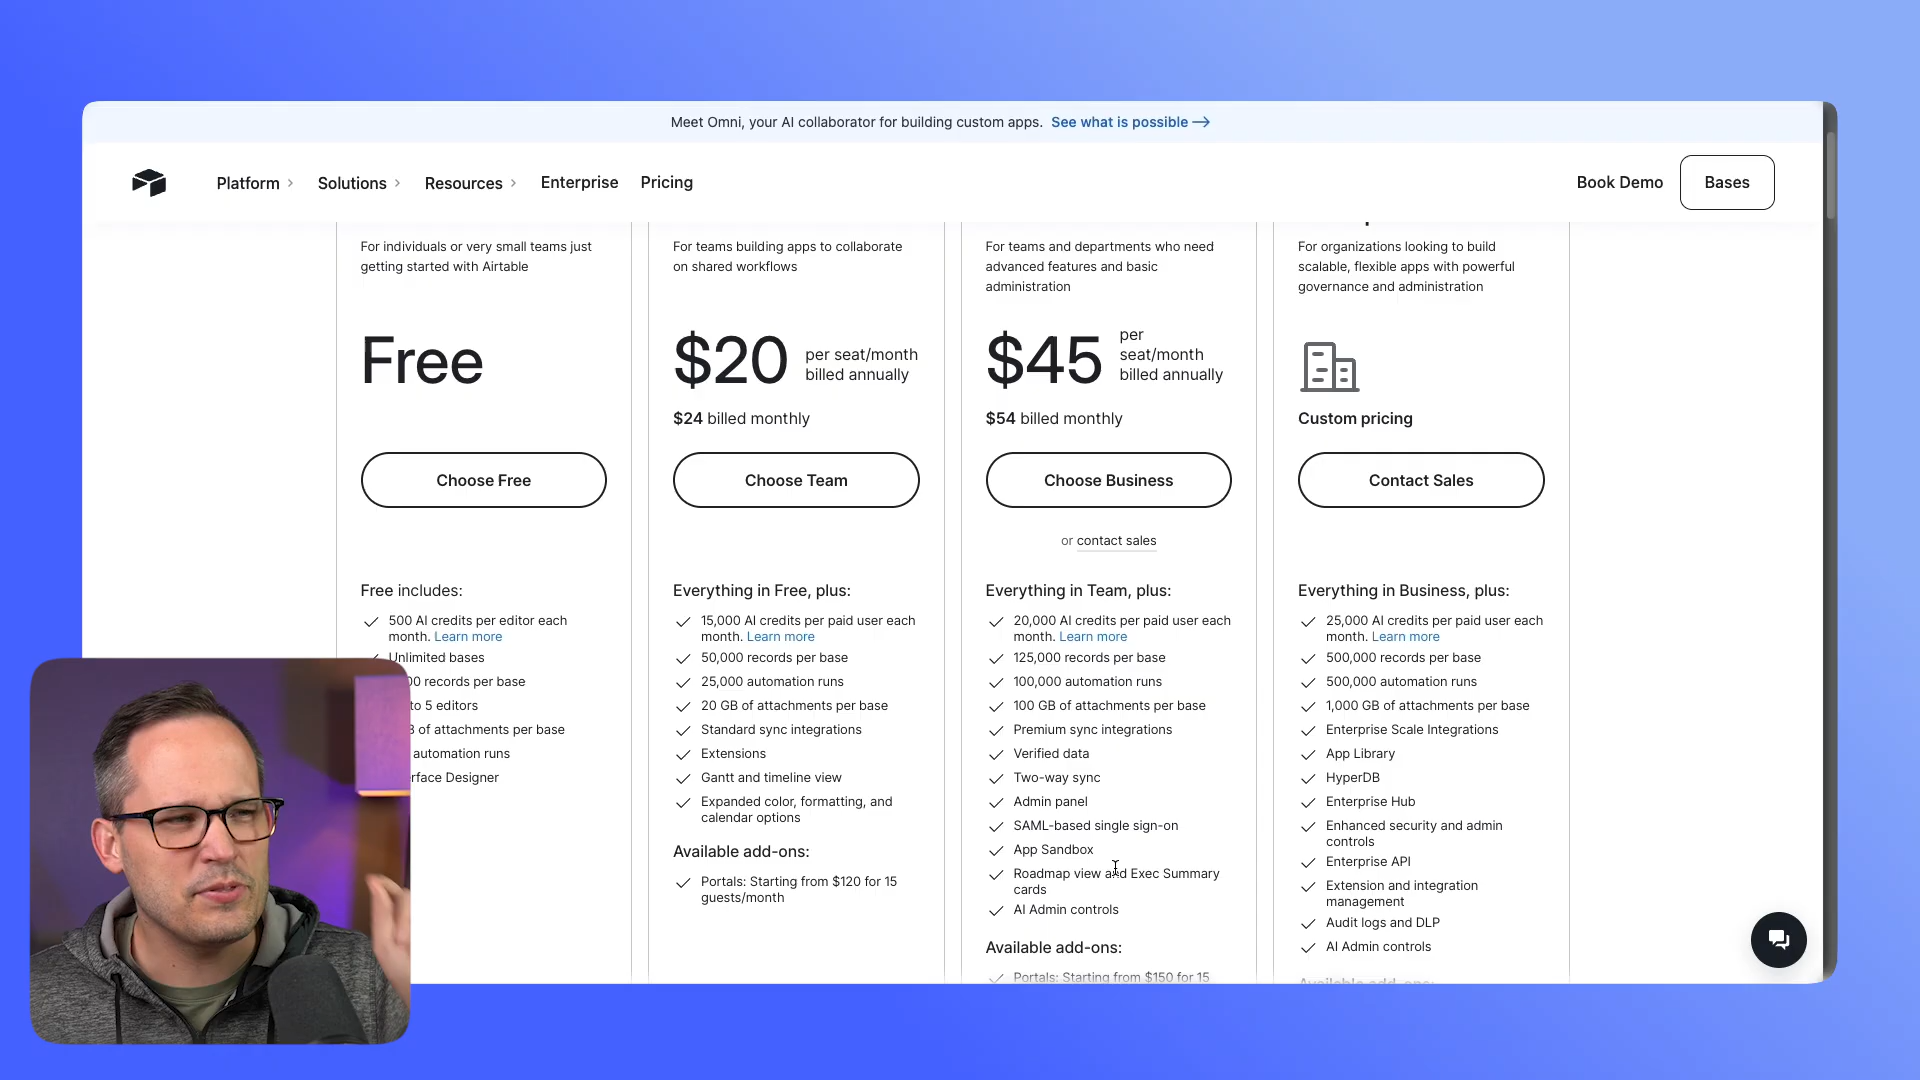 Meet Omni, your AI collaborator for building custom apps. See what is possible
Platform
Solutions
Resources
Enterprise
Pricing
Book Demo
Bases
For individuals or very small teams just
getting started with Airtable
Free
Choose Free
Free includes:
500 AI credits per editor each
month. Learn more
Unlimited bases
records per base
to 5 editors
of attachments per base
automation runs
For teams building apps to collaborate
on shared workflows
$20
per seat/month
billed annually
$24 billed monthly
Choose Team
Everything in Free, plus:
15,000 AI credits per paid user each
month. Learn more
50,000 records per base
25,000 automation runs
20 GB of attachments per base
Standard sync integrations
Extensions
Gantt and timeline view
Expanded color, formatting, and
calendar options
Available add-ons:
Portals: Starting from $120 for 15
guests/month
For teams and departments who need
advanced features and basic
administration
$45
per
seat/month
billed annually
$54 billed monthly
Choose Business
or contact sales
Everything in Team, plus:
20,000 AI credits per paid user each
month. Learn more
125,000 records per base
100,000 automation runs
100 GB of attachments per base
Premium sync integrations
Verified data
Two-way sync
Admin panel
SAML-based single sign-on
App Sandbox
Roadmap view and Exec Summary
cards
AI Admin controls
Available add-ons:
Portals: Starting from $150 for 15
For organizations looking to build
scalable, flexible apps with powerful
governance and administration
Custom pricing
Contact Sales
Everything in Business, plus:
25,000 AI credits per paid user each
month. Learn more
500,000 records per base
500,000 automation runs
1,000 GB of attachments per base
Enterprise Scale Integrations
App Library
HyperDB
Enterprise Hub
Enhanced security and admin
controls
Enterprise API
Extension and integration
management
Audit logs and DLP
AI Admin controls
Available add-ons: